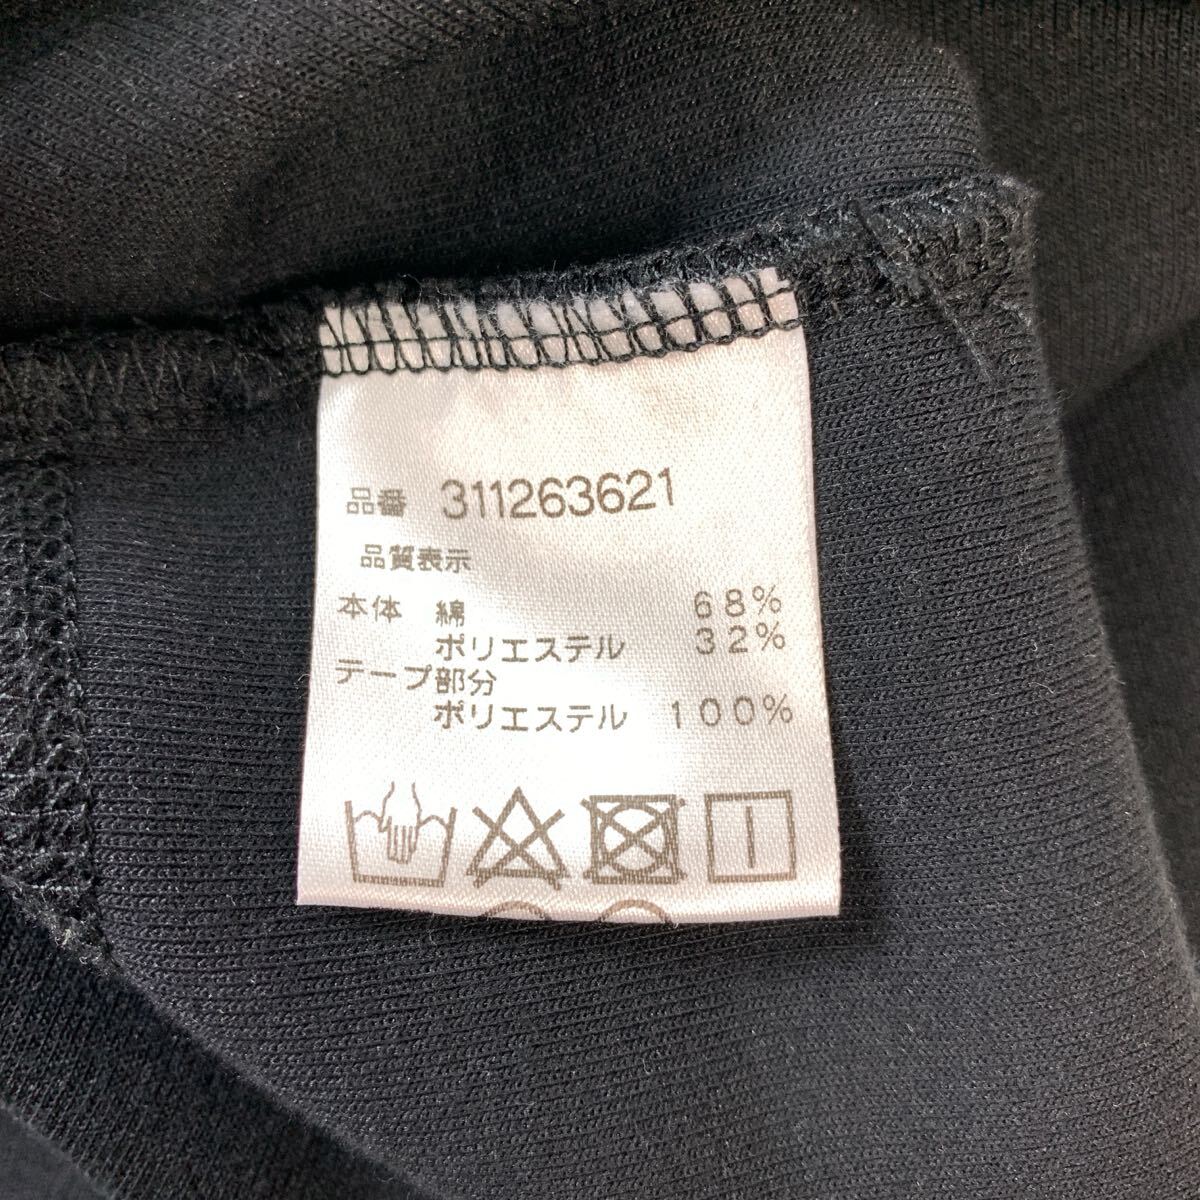 品番 311263621
品質表示
本体 綿 68%
ポリエステル 32%
テープ部分
ポリエステル 100%